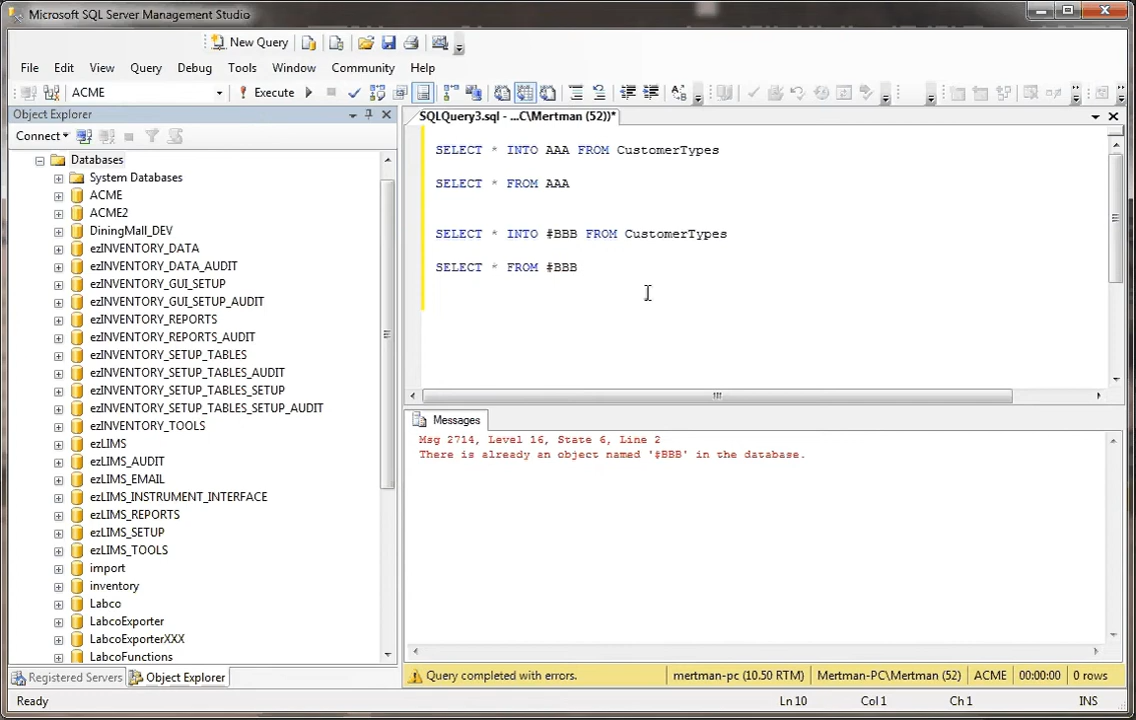 Microsoft SQL Server Management Studio
New Query
File Edit View Query Debug Tools Window Community Help
ACME Execute
Object Explorer
SQLQuery3.sql - ...C\Mertman (52))*
Connect
Databases
System Databases
ACME
ACME2
DiningMall_DEV
ezINVENTORY_DATA
ezINVENTORY_DATA_AUDIT
ezINVENTORY_GUI_SETUP
ezINVENTORY_GUI_SETUP_AUDIT
ezINVENTORY_REPORTS
ezINVENTORY_REPORTS_AUDIT
ezINVENTORY_SETUP_TABLES
ezINVENTORY_SETUP_TABLES_AUDIT
ezINVENTORY_SETUP_TABLES_SETUP
ezINVENTORY_SETUP_TABLES_SETUP_AUDIT
ezINVENTORY_TOOLS
ezLIMS
ezLIMS_AUDIT
ezLIMS_EMAIL
ezLIMS_INSTRUMENT_INTERFACE
ezLIMS_REPORTS
ezLIMS_SETUP
ezLIMS_TOOLS
import
inventory
Labco
LabcoExporter
LabcoExporterXXX
LabcoFunctions
Registered Servers Object Explorer
SELECT * INTO AAA FROM CustomerTypes
SELECT * FROM AAA
SELECT * INTO #BBB FROM CustomerTypes
SELECT * FROM #BBB
Messages
Msg 2714, Level 16, State 6, Line 2
There is already an object named '#BBB' in the database.
Query completed with errors. mertman-pc (10.50 RTM) Mertman-PC\Mertman (52) ACME 00:00:00 0 rows
Ready Ln 10 Col 1 Ch 1 INS